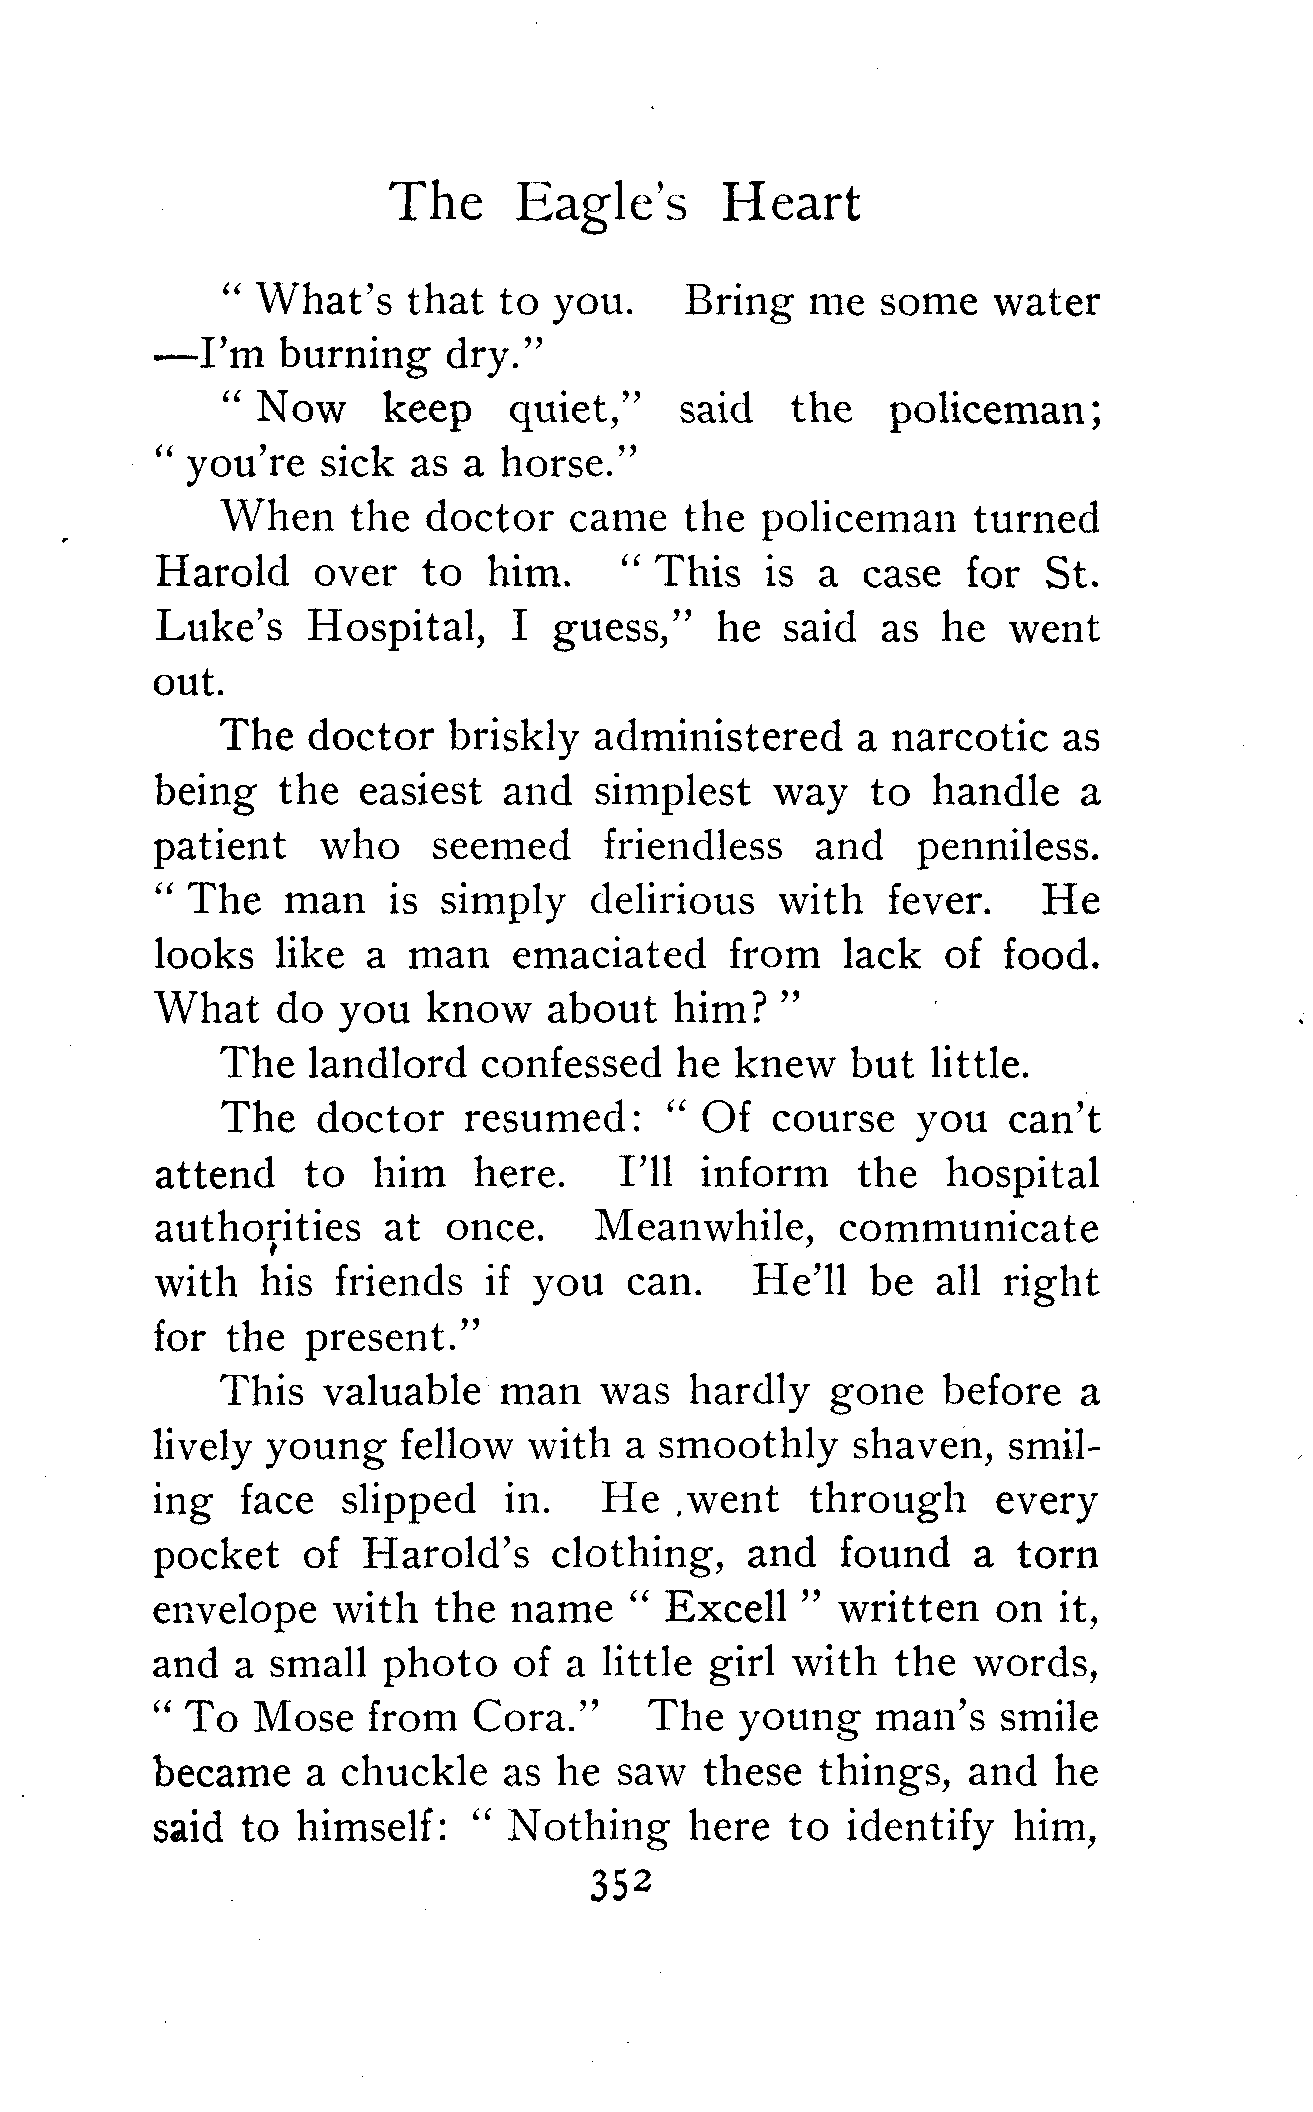 The Eagle's Heart
" What's that to you. Bring me some water
—I'm burning dry."
" Now keep quiet," said the policeman;
" you're sick as a horse."
When the doctor came the policeman turned
Harold over to him. " This is a case for St.
Luke's Hospital, I guess," he said as he went
out.
The doctor briskly administered a narcotic as
being the easiest and simplest way to handle a
patient who seemed friendless and penniless.
" The man is simply delirious with fever. He
looks like a man emaciated from lack of food.
What do you know about him? "
The landlord confessed he knew but little.
The doctor resumed: " Of course you can't
attend to him here. I'll inform the hospital
authorities at once. Meanwhile, communicate
with his friends if you can. He'll be all right
for the present."
This valuable man was hardly gone before a
lively young fellow with a smoothly shaven, smil-
ing face slipped in. He went through every
pocket of Harold's clothing, and found a torn
envelope with the name " Excell " written on it,
and a small photo of a little girl with the words,
" To Mose from Cora." The young man's smile
became a chuckle as he saw these things, and he
said to himself: " Nothing here to identify him,
352